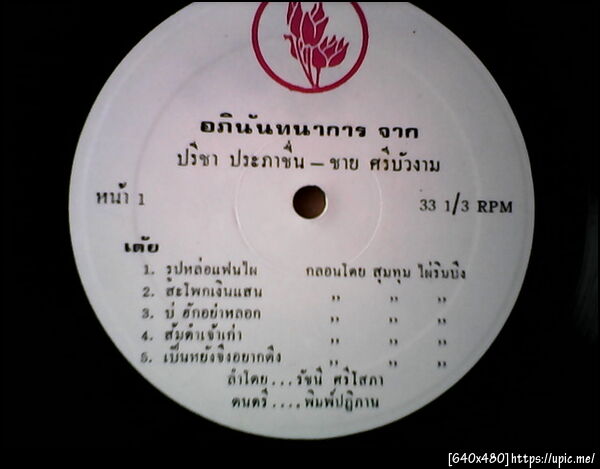 อภินันทนาการ จาก
ปรีชา ประภาชื่น – ชาย ศรีบัวงาม
หน้า 1 33 1/3 RPM
เต้ย
1. รูปหล่อแฟนไผ กลอนโดย สุมทุม ไผ่ริมบึง
2. สะโพกเงินแสน ,, ,, ,,
3. บ่ ฮักอย่าหลอก ,, ,, ,,
4. ส้มตำเจ้าเก่า ,, ,, ,,
5. เป็นหยังจึงอยากดึง ,, ,, ,,
ลำโดย...รัชนี ศรีโสภา
ดนตรี....พิมพ์ปฏิภาน
[640x480]https://upic.me/